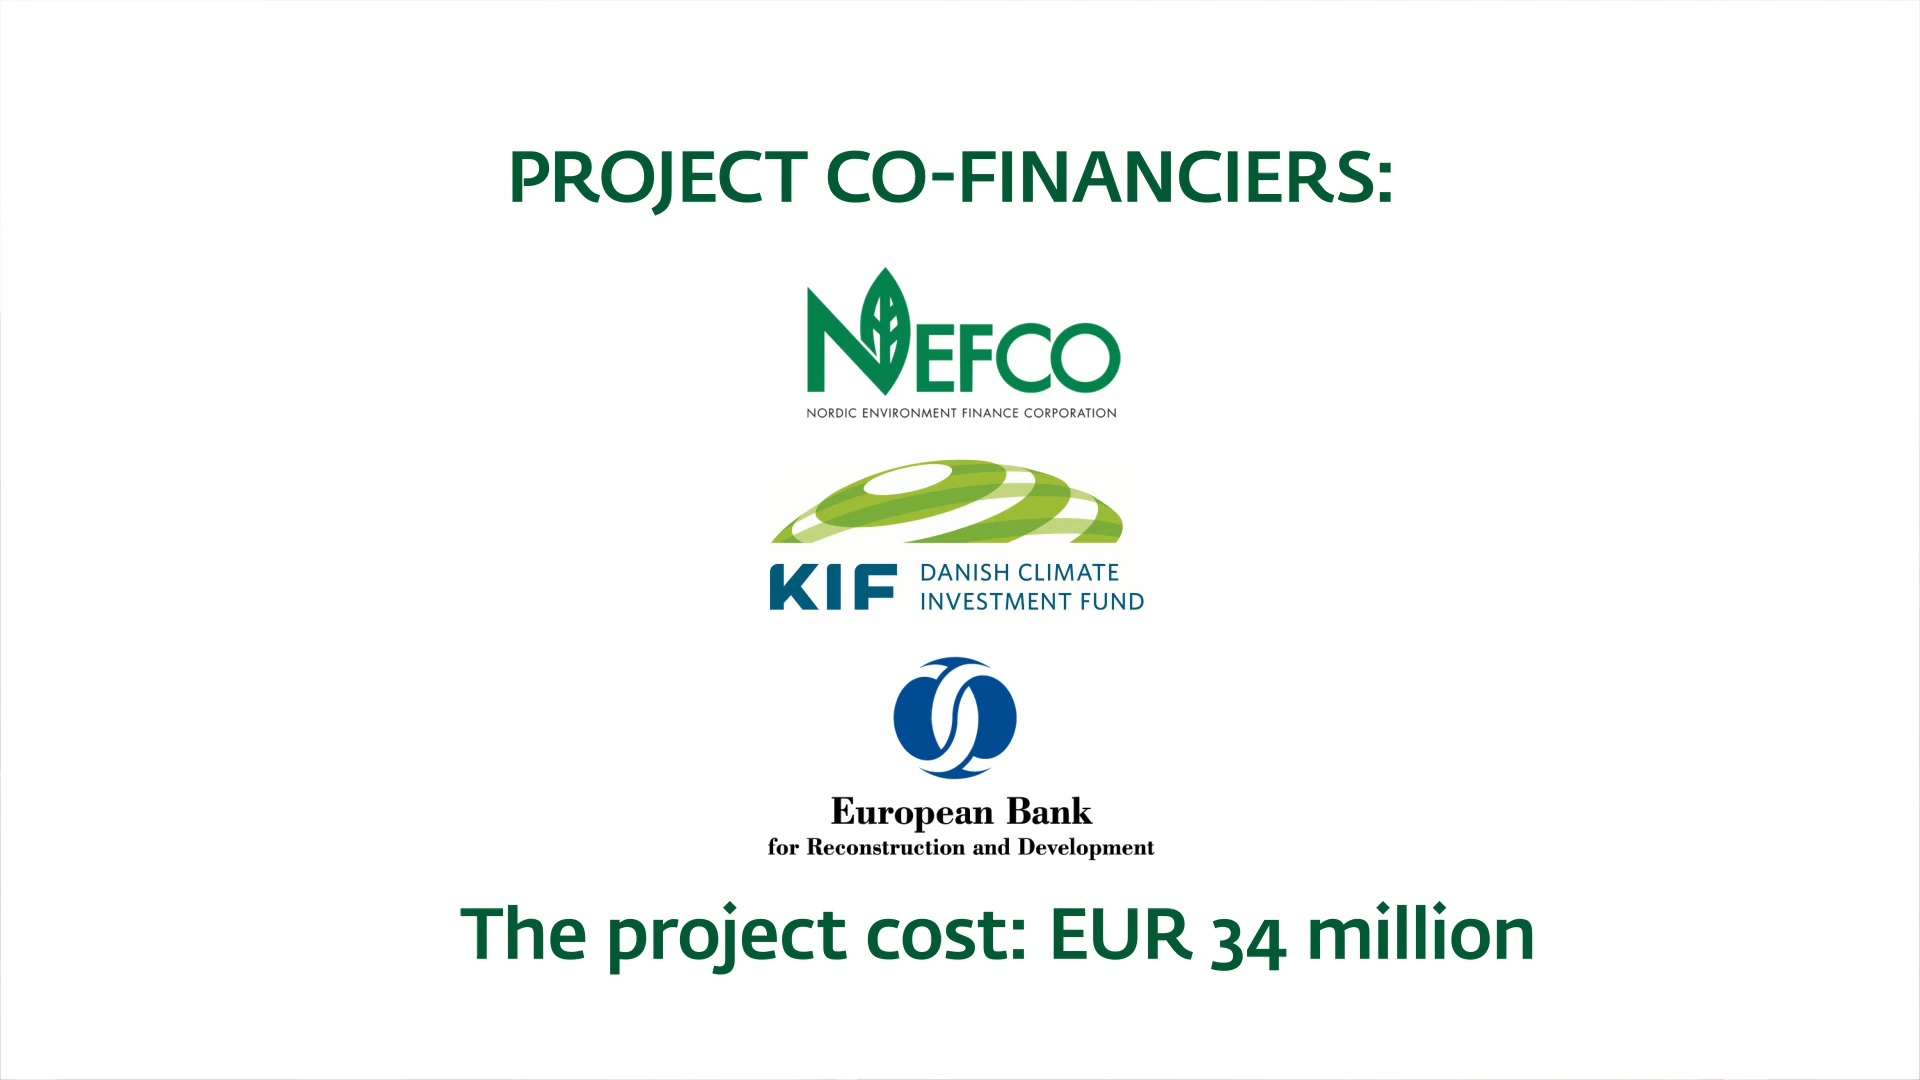 PROJECT CO-FINANCIERS:
NEFCO
NORDIC ENVIRONMENT FINANCE CORPORATION
KIF DANISH CLIMATE
INVESTMENT FUND
European Bank
for Reconstruction and Development
The project cost: EUR 34 million